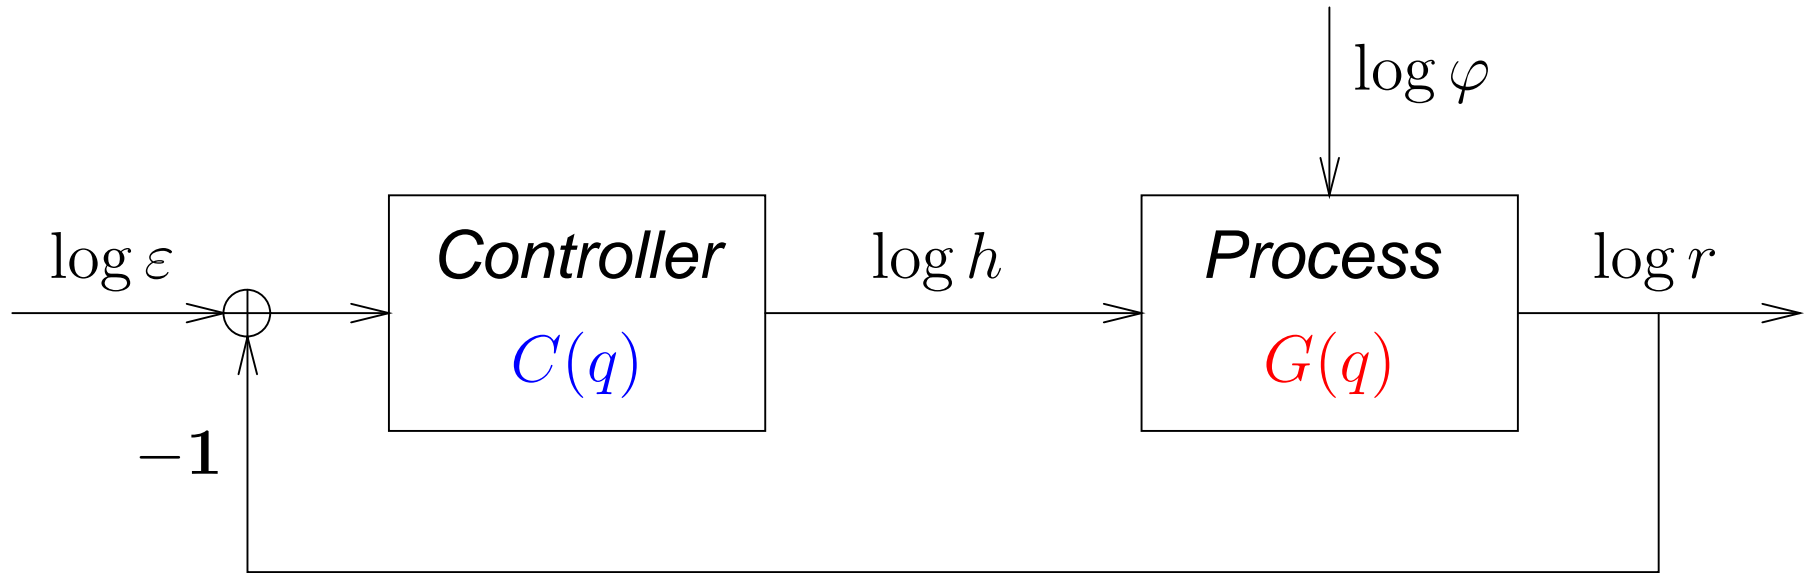 log φ
log ε
Controller
C(q)
log h
Process
G(q)
log r
−1